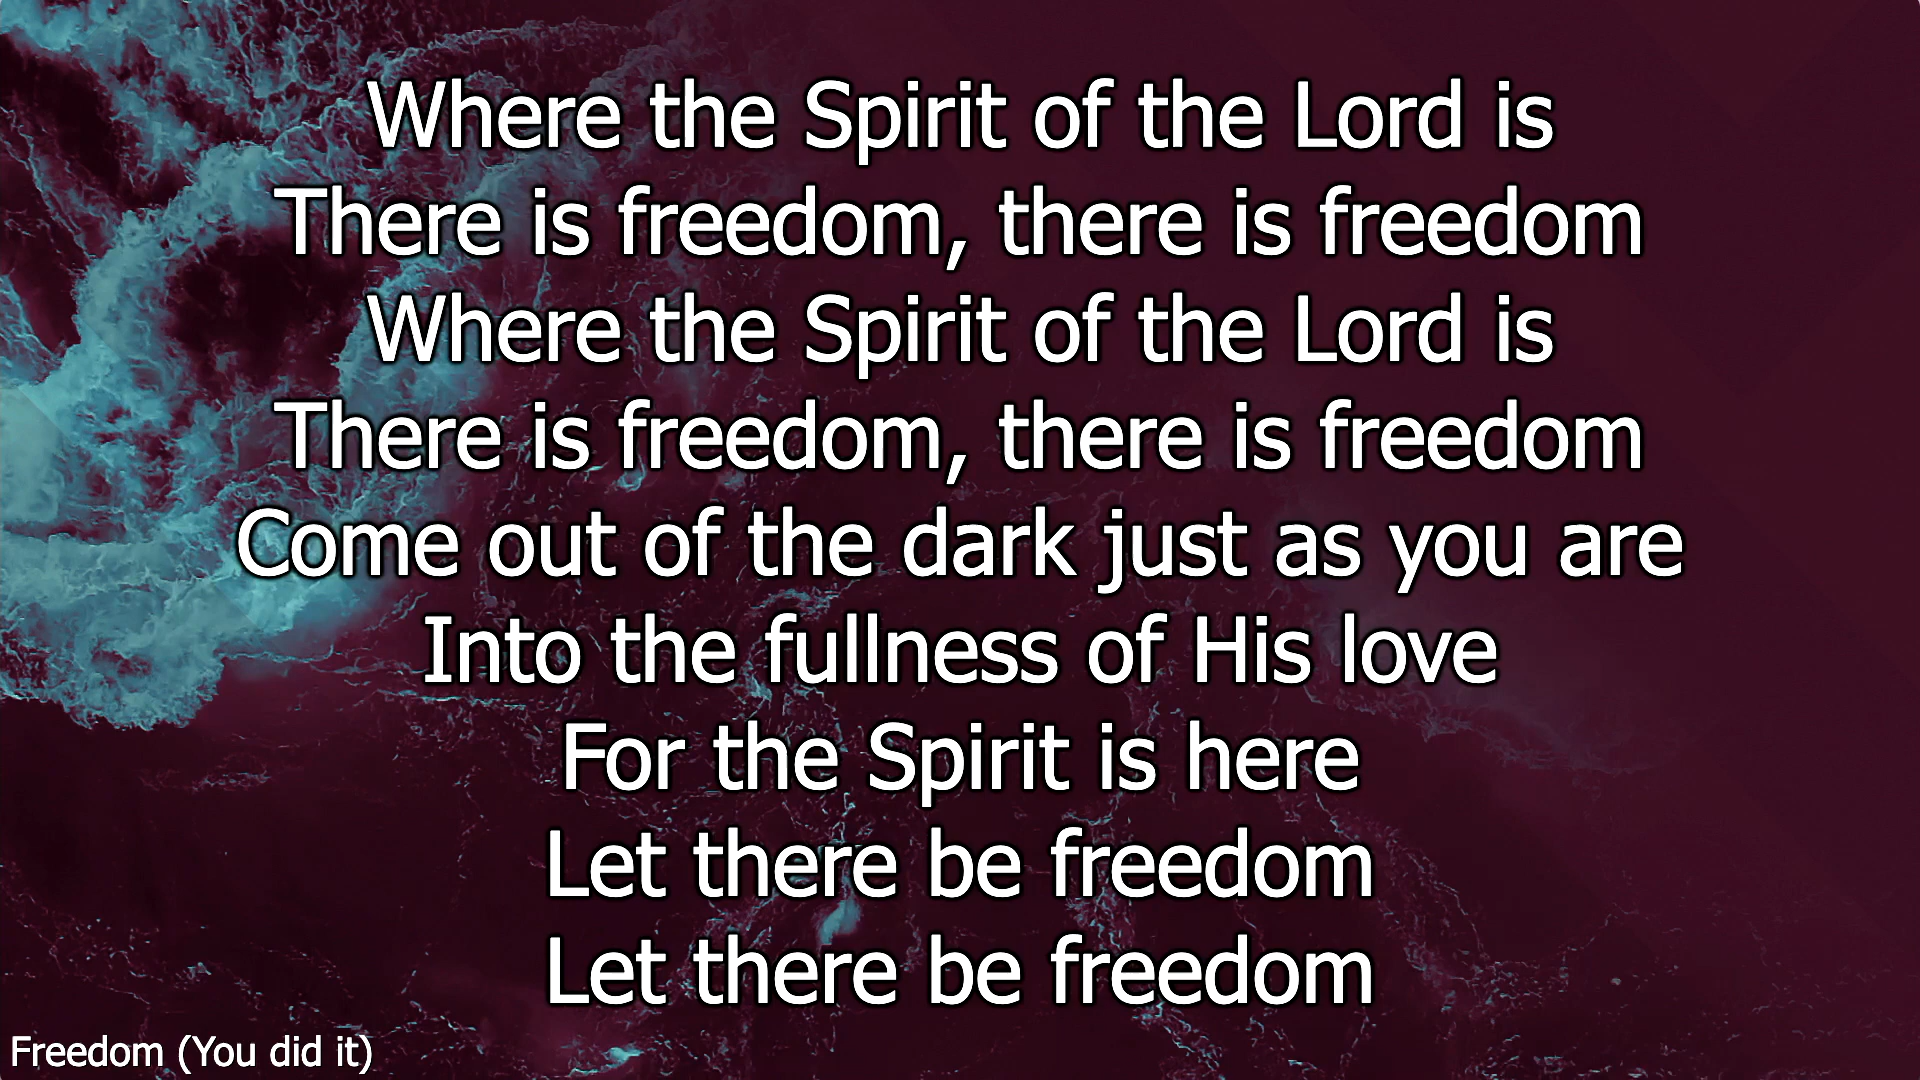 Where the Spirit of the Lord is
There is freedom, there is freedom
Where the Spirit of the Lord is
There is freedom, there is freedom
Come out of the dark just as you are
Into the fullness of His love
For the Spirit is here
Let there be freedom
Let there be freedom
Freedom (You did it)